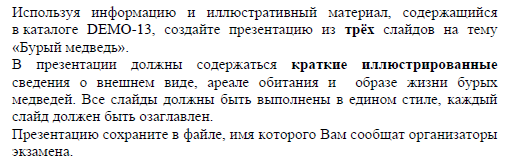 Используя информацию и иллюстративный материал, содержащийся
в каталоге DEMO-13, создайте презентацию из трёх слайдов на тему
«Бурый медведь».
В презентации должны содержаться краткие иллюстрированные
сведения о внешнем виде, ареале обитания и образе жизни бурых
медведей. Все слайды должны быть выполнены в едином стиле, каждый
слайд должен быть озаглавлен.
Презентацию сохраните в файле, имя которого Вам сообщат организаторы
экзамена.